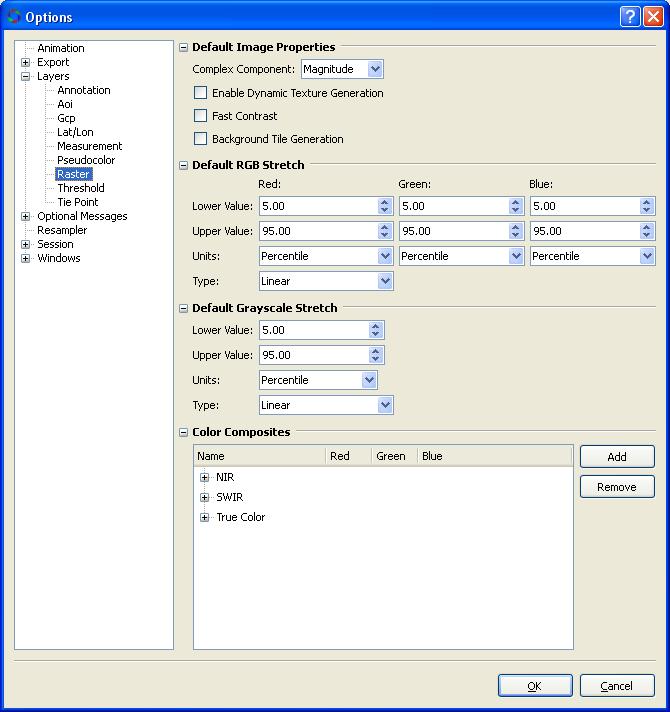 Options
Animation
Export
Layers
Annotation
Aoi
Gcp
Lat/Lon
Measurement
Pseudocolor
Raster
Threshold
Tie Point
Optional Messages
Resampler
Session
Windows
Default Image Properties
Complex Component: Magnitude
Enable Dynamic Texture Generation
Fast Contrast
Background Tile Generation
Default RGB Stretch
Red: Green: Blue:
Lower Value: 5.00 5.00 5.00
Upper Value: 95.00 95.00 95.00
Units: Percentile Percentile Percentile
Type: Linear
Default Grayscale Stretch
Lower Value: 5.00
Upper Value: 95.00
Units: Percentile
Type: Linear
Color Composites
Name Red Green Blue
NIR
SWIR
True Color
Add
Remove
OK Cancel